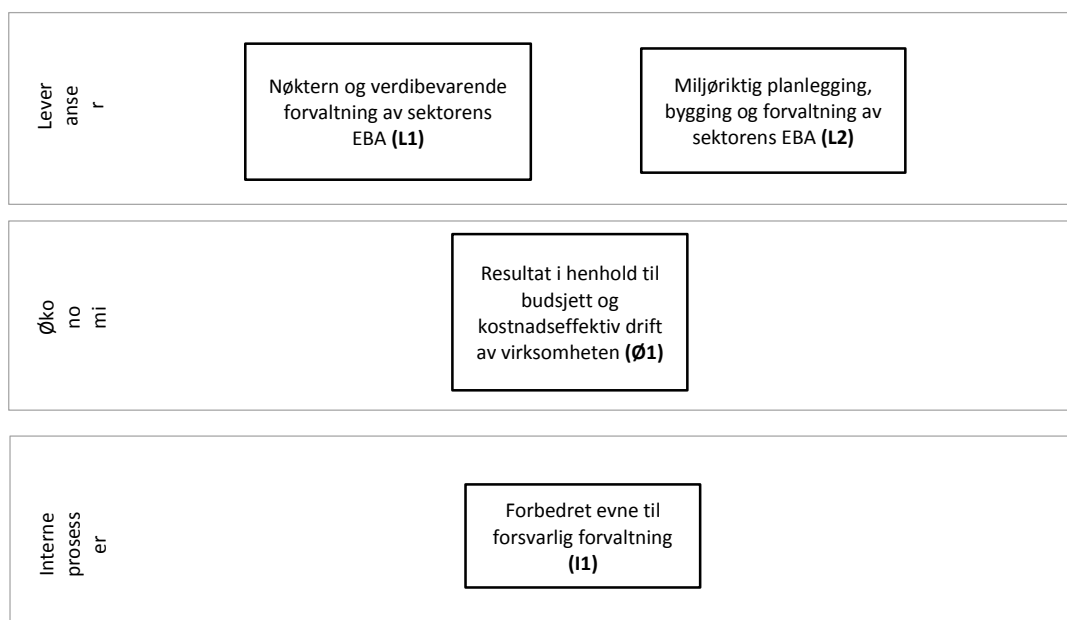 Lever
anse
r
Nøktern og verdibevarende
forvaltning av sektorens
EBA (L1)
Miljøriktig planlegging,
bygging og forvaltning av
sektorens EBA (L2)
Øko
no
mi
Resultat i henhold til
budsjett og
kostnadseffektiv drift
av virksomheten (Ø1)
Interne
prosess
er
Forbedret evne til
forsvarlig forvaltning
(I1)